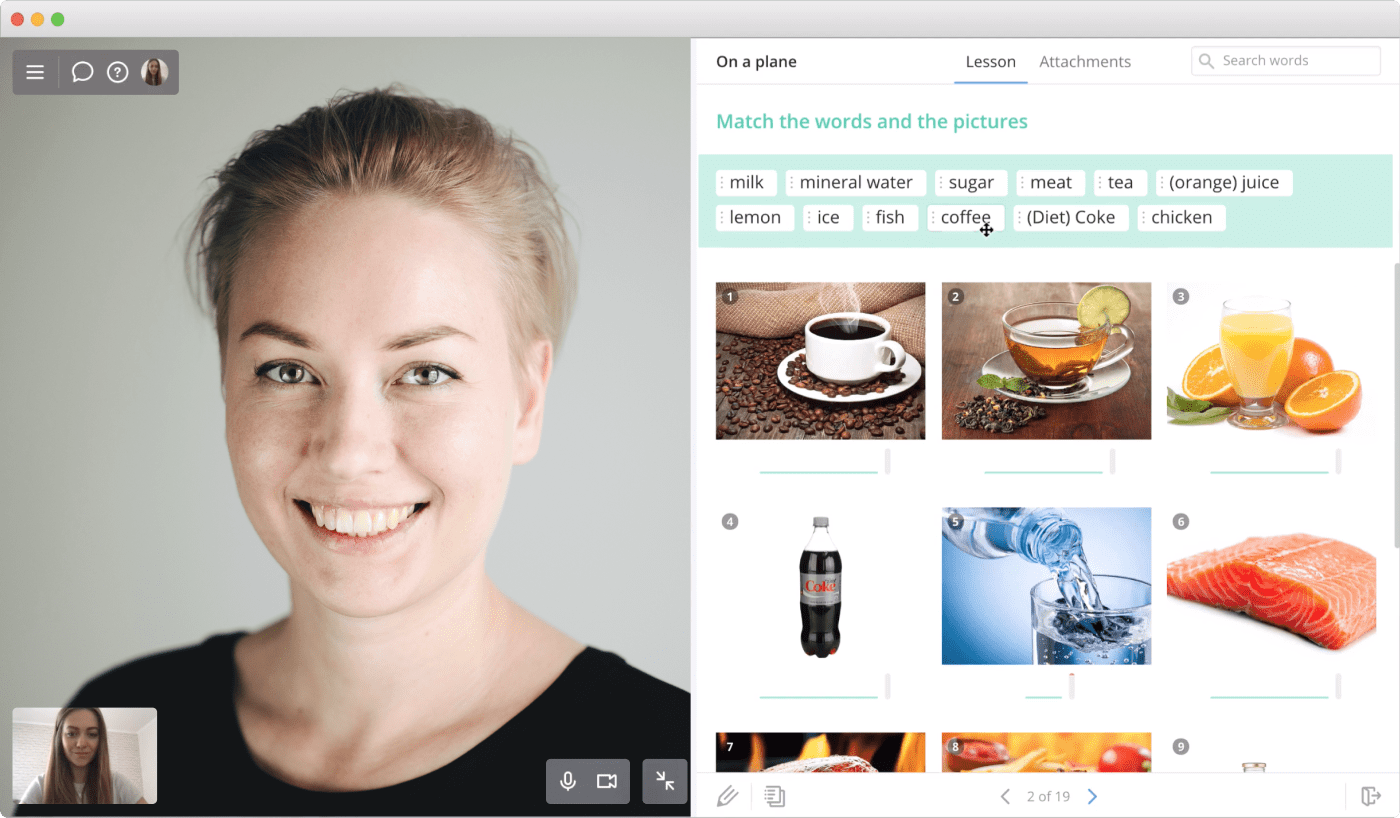 On a plane
Lesson
Attachments
Search words
Match the words and the pictures
milk mineral water sugar meat tea (orange) juice
lemon ice fish coffee (Diet) Coke chicken
1 2 3
4 5 6
Coke
7 8 9
2 of 19